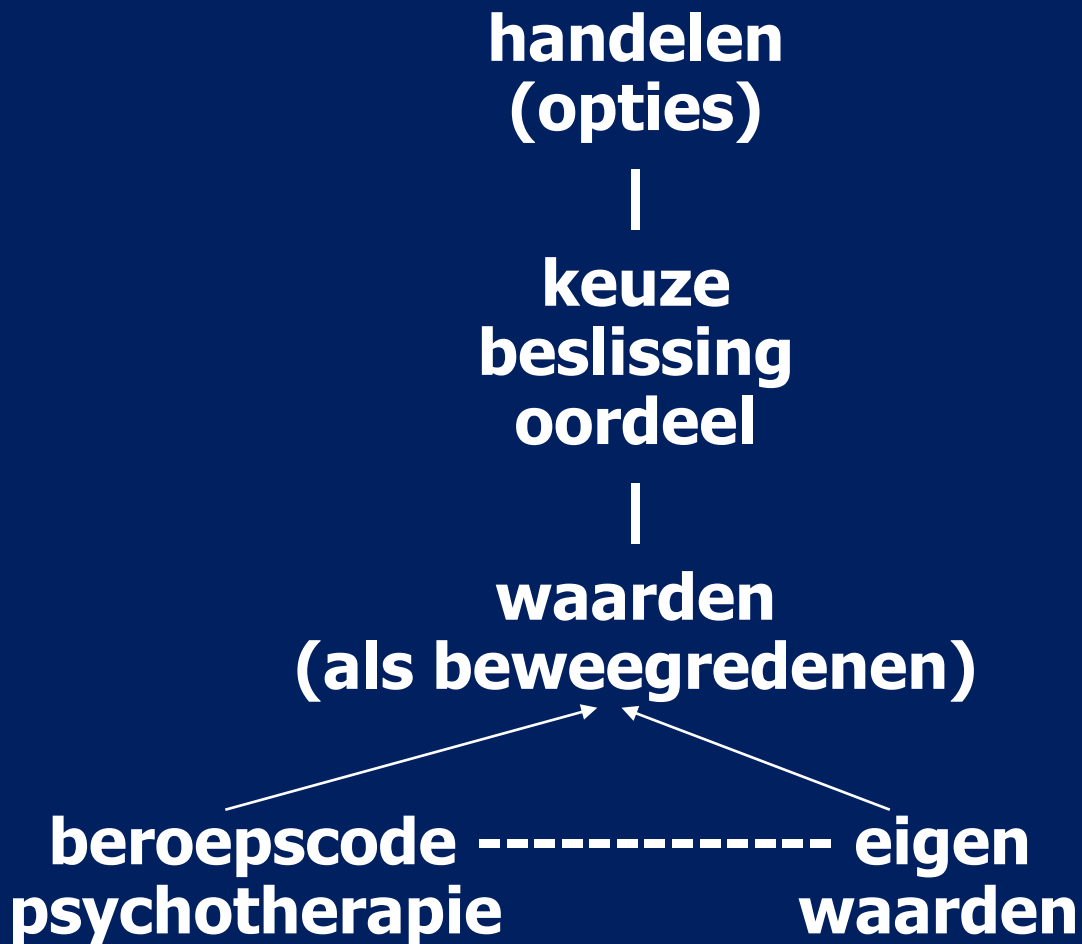 handelen
(opties)
keuze
beslissing
oordeel
waarden
(als beweegredenen)
beroepscode
psychotherapie
eigen
waarden